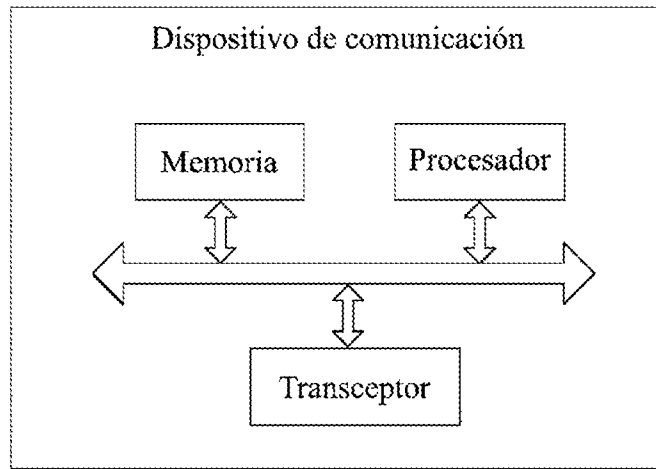 Dispositivo de comunicación
Memoria
Procesador
Transceptor